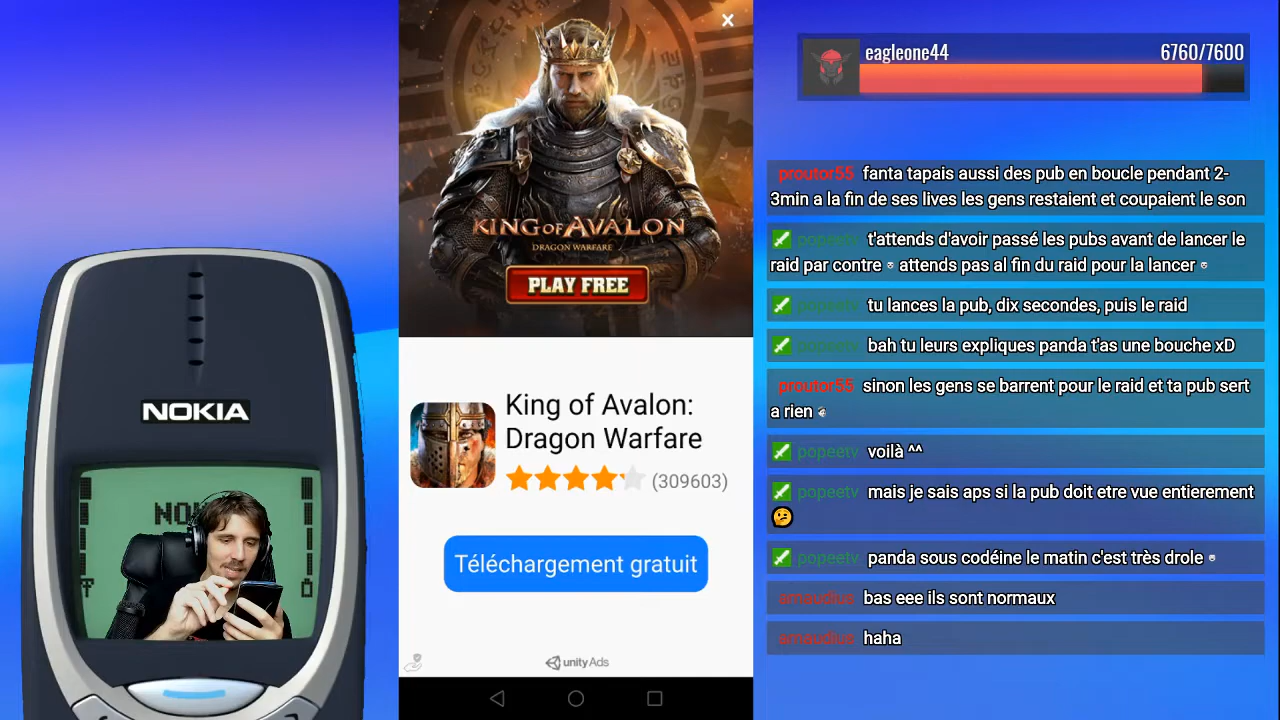 NOKIA
NO
KING OF AVALON
DRAGON WARFARE
PLAY FREE
King of Avalon:
Dragon Warfare
(309603)
Téléchargement gratuit
unityAds
eagleone44 6760/7600
proutor55 fanta tapais aussi des pub en boucle pendant 2-
3min a la fin de ses lives les gens restaient et coupaient le son
popeetv t'attends d'avoir passé les pubs avant de lancer le
raid par contre attends pas al fin du raid pour la lancer
popeetv tu lances la pub, dix secondes, puis le raid
popeetv bah tu leurs expliques panda t'as une bouche xD
proutor55 sinon les gens se barrent pour le raid et ta pub sert
a rien
popeetv voilà ^^
popeetv mais je sais aps si la pub doit etre vue entierement
popeetv panda sous codéine le matin c'est très drole
arnaudius bas eee ils sont normaux
arnaudius haha